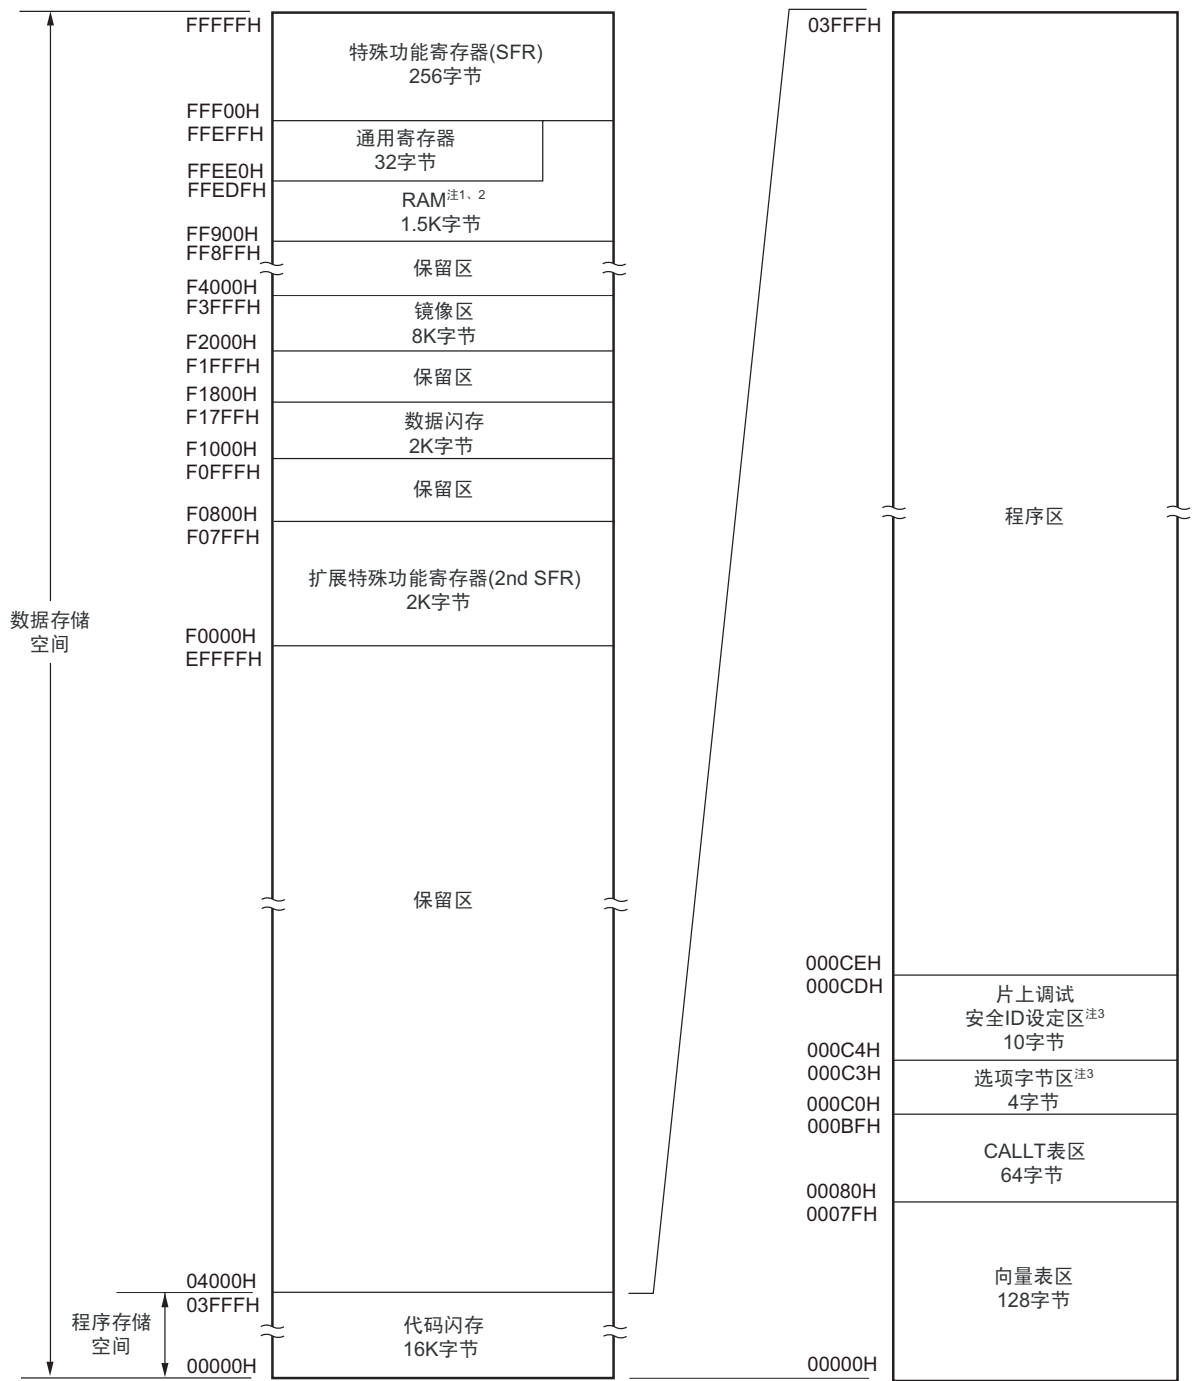 FFFFFH
特殊功能寄存器(SFR)
256字节
FFF00H
FFEFFH
通用寄存器
32字节
FFEE0H
FFEDFH
RAM注1、2
1.5K字节
FF900H
FF8FFH
保留区
F4000H
F3FFFH
镜像区
8K字节
F2000H
F1FFFH
保留区
F1800H
F17FFH
数据闪存
2K字节
F1000H
F0FFFH
保留区
F0800H
F07FFH
扩展特殊功能寄存器(2nd SFR)
2K字节
数据存储
空间
F0000H
EFFFFH
保留区
04000H
03FFFH
程序存储
空间
代码闪存
16K字节
00000H
03FFFH
程序区
000CEH
000CDH
片上调试
安全ID设定区注3
10字节
000C4H
000C3H
选项字节区注3
4字节
000C0H
000BFH
CALLT表区
64字节
00080H
0007FH
向量表区
128字节
00000H